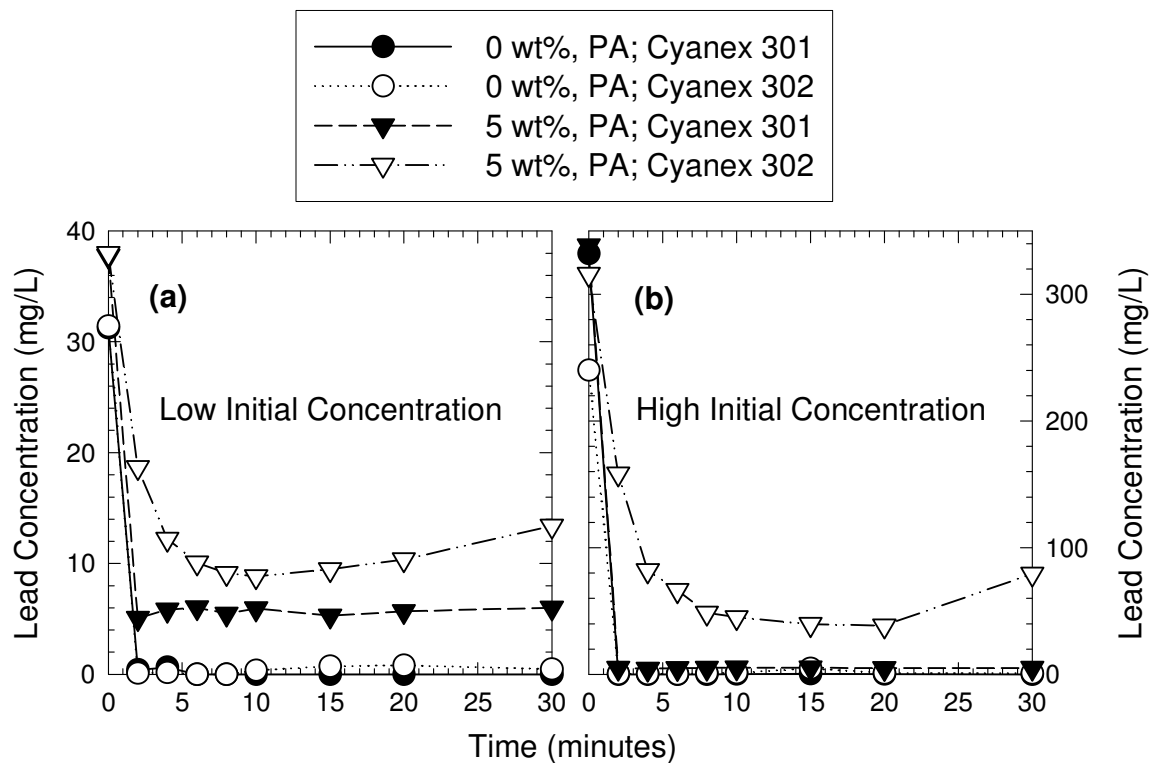 0 wt%, PA; Cyanex 301
0 wt%, PA; Cyanex 302
5 wt%, PA; Cyanex 301
5 wt%, PA; Cyanex 302
Lead Concentration (mg/L)
40
30
20
10
0
(a)
Low Initial Concentration
0 5 10 15 20 25 30
(b)
High Initial Concentration
0 5 10 15 20 25 30
300
200
100
0
Lead Concentration (mg/L)
Time (minutes)